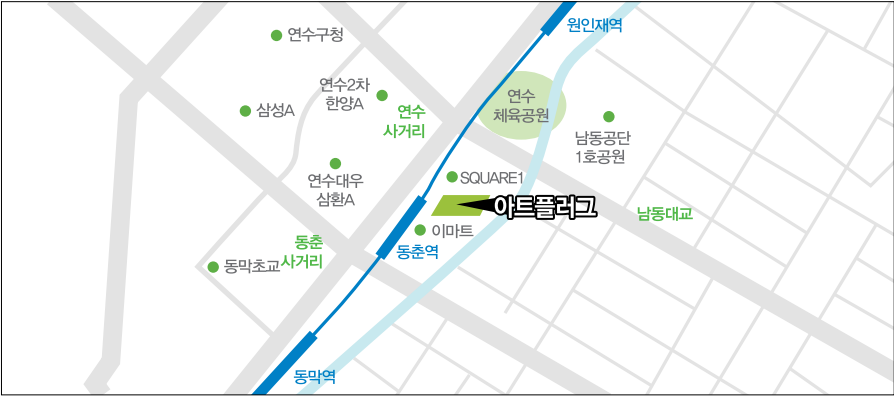 원인재역
연수구청
연수2차
한양A
연수
체육공원
삼성A
연수
사거리
남동공단
1호공원
연수대우
삼환A
SQUARE1
아트플러그
남동대교
이마트
동춘
사거리
동춘역
동막초교
동막역